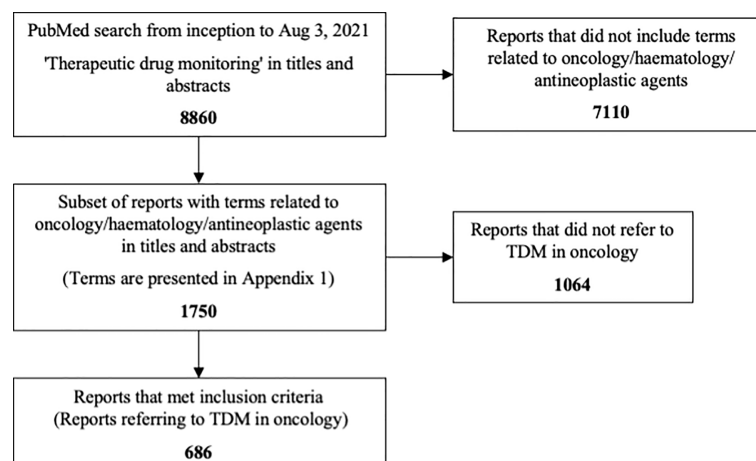 PubMed search from inception to Aug 3, 2021
'Therapeutic drug monitoring' in titles and
abstracts
8860
Reports that did not include terms
related to oncology/haematology/
antineoplastic agents
7110
Subset of reports with terms related to
oncology/haematology/antineoplastic agents
in titles and abstracts
(Terms are presented in Appendix 1)
1750
Reports that did not refer to
TDM in oncology
1064
Reports that met inclusion criteria
(Reports referring to TDM in oncology)
686